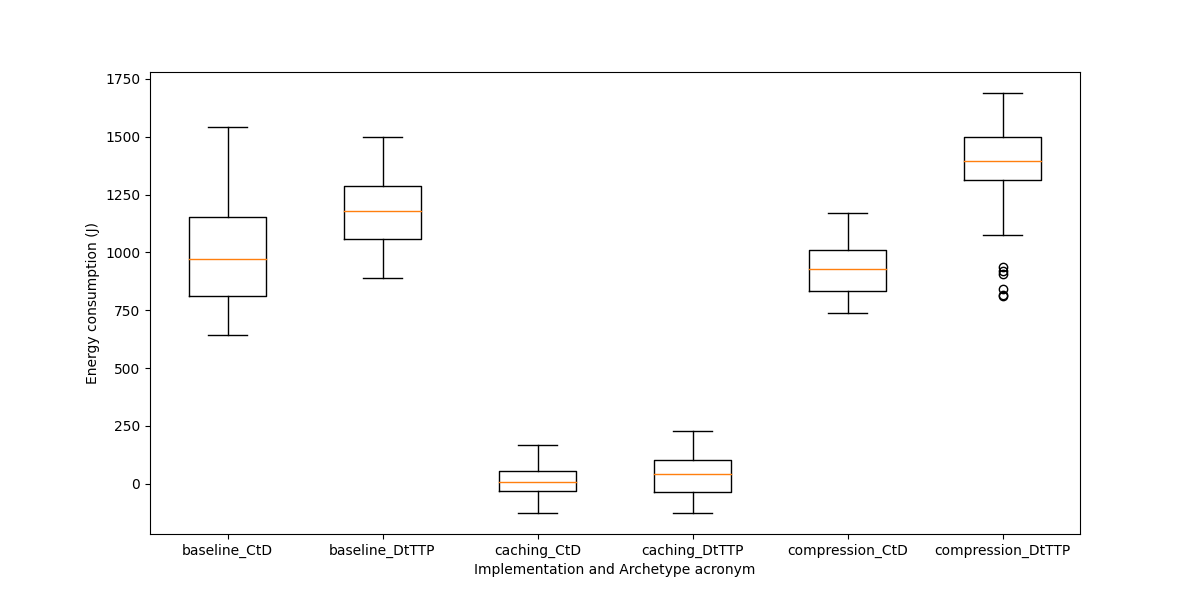 1750
1500
1250
1000
750
500
250
0
Energy consumption (J)
baseline_CtD
baseline_DtTTP
caching_CtD
caching_DtTTP
compression_CtD
compression_DtTTP
Implementation and Archetype acronym